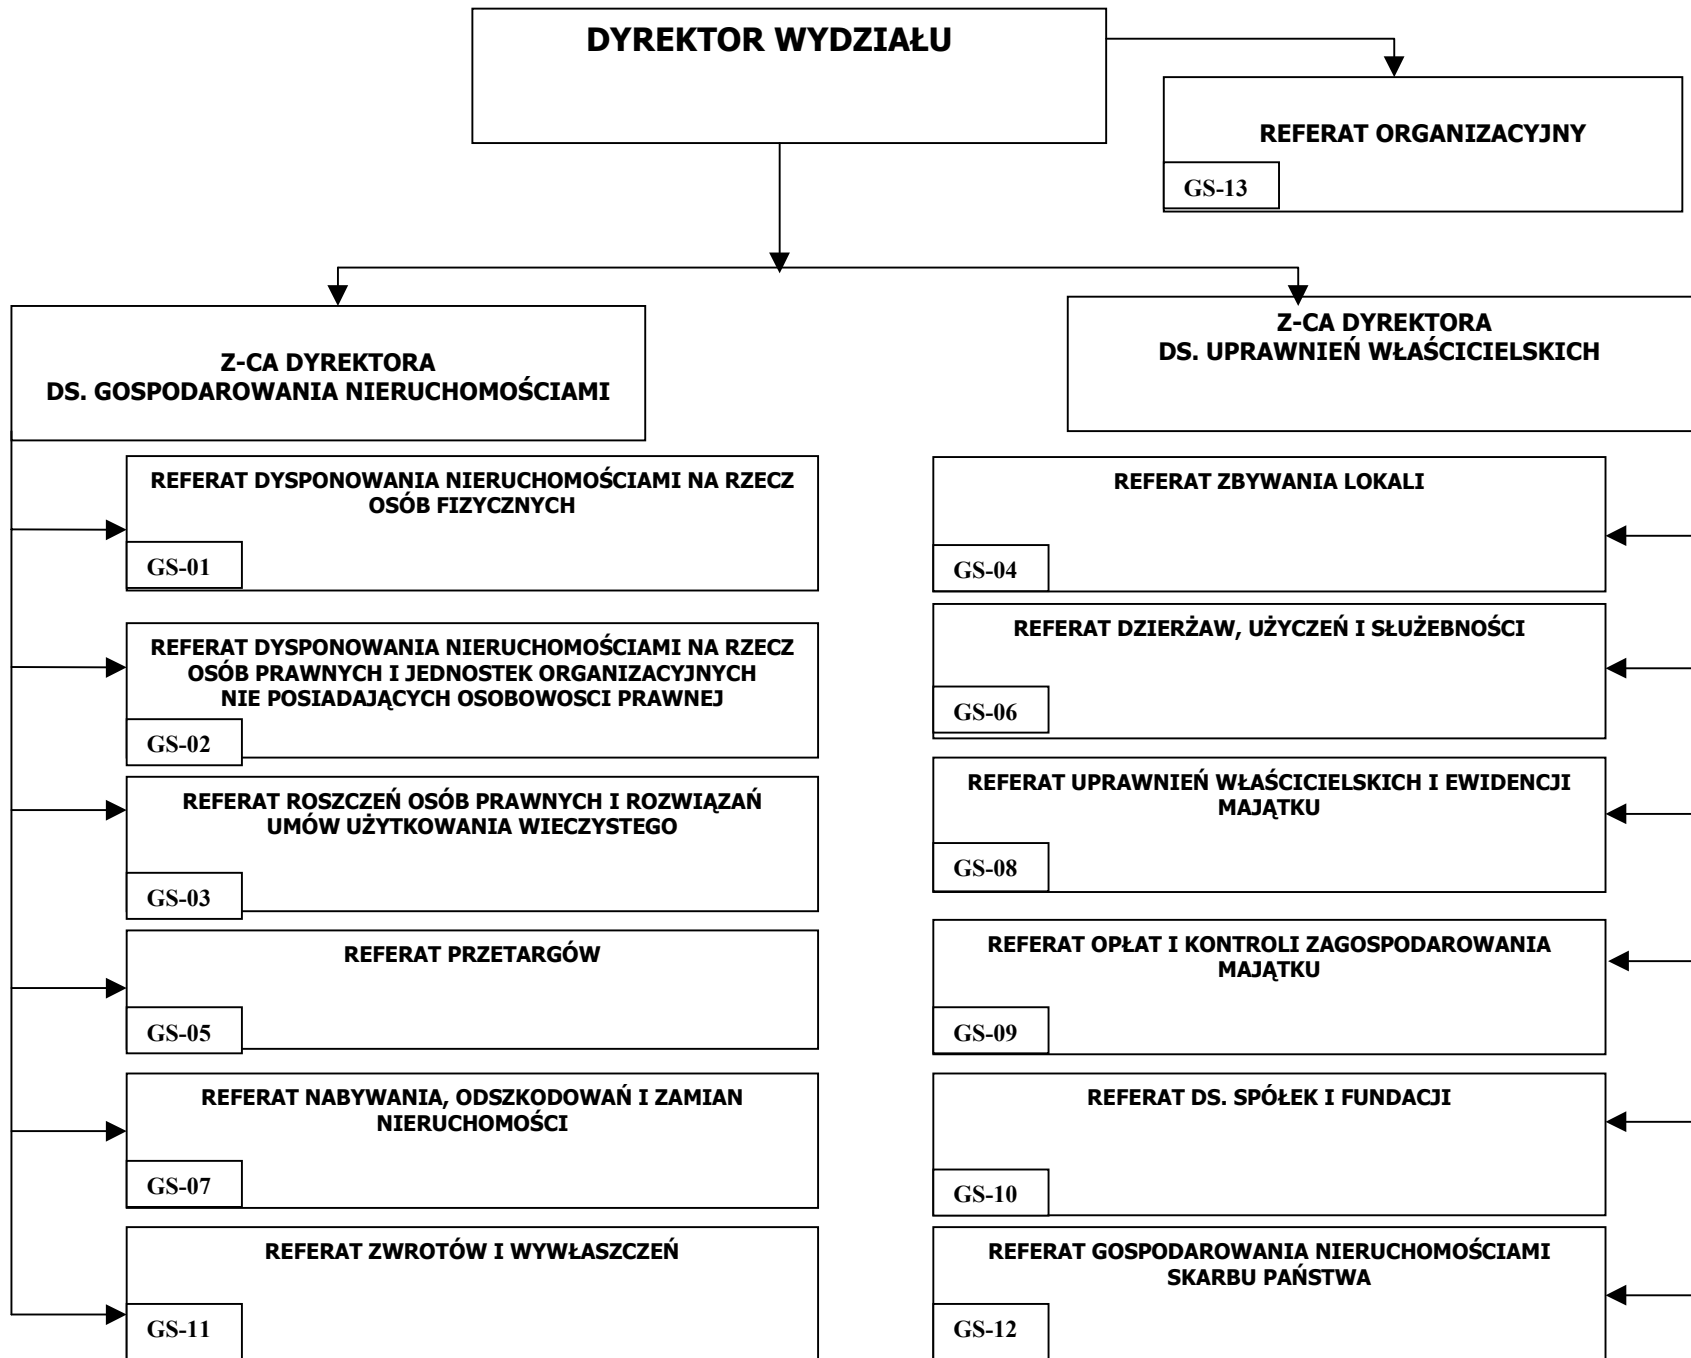 DYREKTOR WYDZIAŁU
REFERAT ORGANIZACYJNY
GS-13
Z-CA DYREKTORA
DS. GOSPODAROWANIA NIERUCHOMOŚCIAMI
Z-CA DYREKTORA
DS. UPRAWNIEŃ WŁAŚCICIELSKICH
REFERAT DYSPONOWANIA NIERUCHOMOŚCIAMI NA RZECZ
OSÓB FIZYCZNYCH
GS-01
REFERAT DYSPONOWANIA NIERUCHOMOŚCIAMI NA RZECZ
OSÓB PRAWNYCH I JEDNOSTEK ORGANIZACYJNYCH
NIE POSIADAJĄCYCH OSOBOWOSCI PRAWNEJ
GS-02
REFERAT ROSZCZEŃ OSÓB PRAWNYCH I ROZWIĄZAŃ
UMÓW UŻYTKOWANIA WIECZYSTEGO
GS-03
REFERAT PRZETARGÓW
GS-05
REFERAT NABYWANIA, ODSZKODOWAŃ I ZAMIAN
NIERUCHOMOŚCI
GS-07
REFERAT ZWROTÓW I WYWŁASZCZEŃ
GS-11
REFERAT ZBYWANIA LOKALI
GS-04
REFERAT DZIERŻAW, UŻYCZEŃ I SŁUŻEBNOŚCI
GS-06
REFERAT UPRAWNIEŃ WŁAŚCICIELSKICH I EWIDENCJI
MAJĄTKU
GS-08
REFERAT OPŁAT I KONTROLI ZAGOSPODAROWANIA
MAJĄTKU
GS-09
REFERAT DS. SPÓŁEK I FUNDACJI
GS-10
REFERAT GOSPODAROWANIA NIERUCHOMOŚCIAMI
SKARBU PAŃSTWA
GS-12